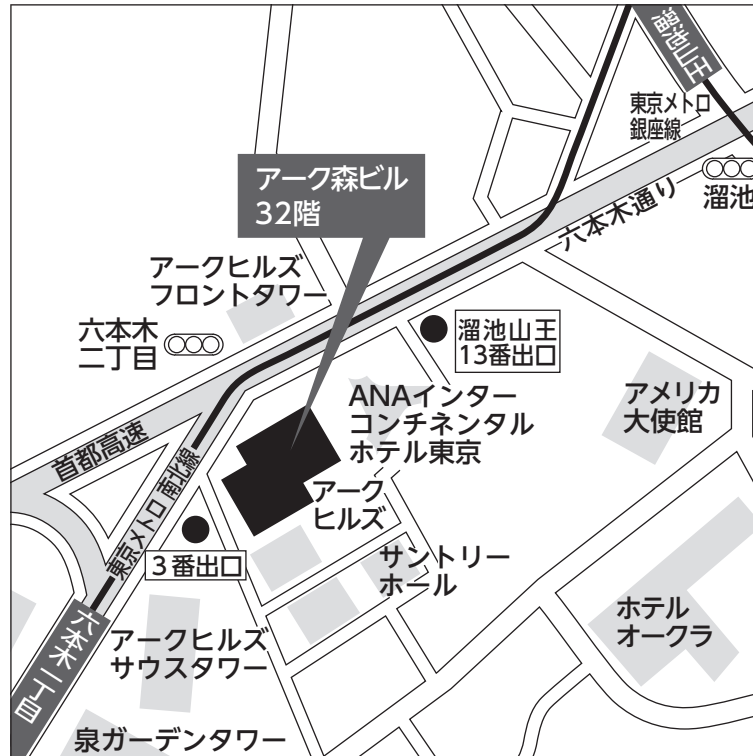 溜池山王
東京メトロ
銀座線
溜池
六本木通り
アーク森ビル
32階
アークヒルズ
フロントタワー
六本木
二丁目
溜池山王
13番出口
ANAインター
コンチネンタル
ホテル東京
アメリカ
大使館
首都高速
東京メトロ 南北線
アーク
ヒルズ
3番出口
サントリー
ホール
ホテル
オークラ
六本木一丁目
アークヒルズ
サウスタワー
泉ガーデンタワー